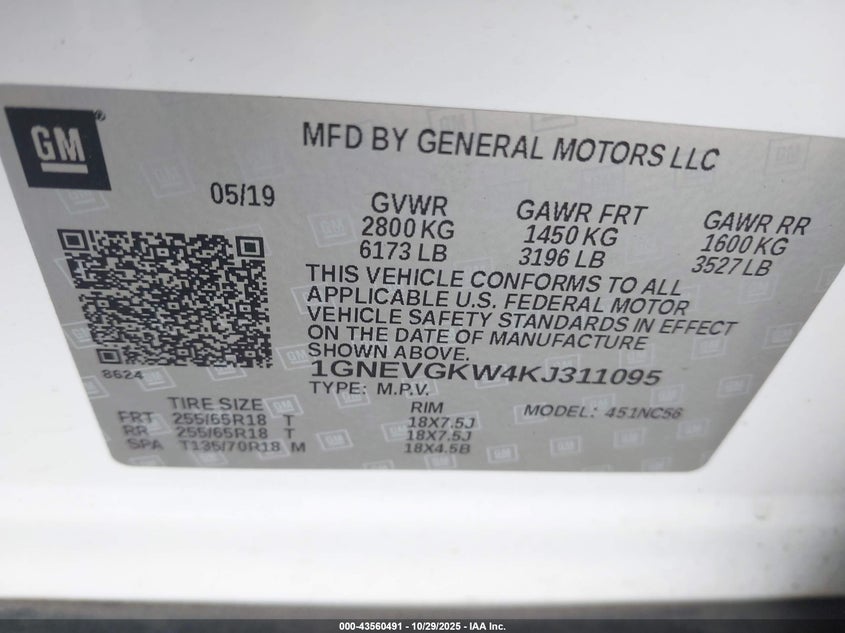 GM
MFD BY GENERAL MOTORS LLC
05/19
GVWR
2800 KG
6173 LB
GAWR FRT
1450 KG
3196 LB
GAWR RR
1600 KG
3527 LB
THIS VEHICLE CONFORMS TO ALL
APPLICABLE U.S. FEDERAL MOTOR
VEHICLE SAFETY STANDARDS IN EFFECT
ON THE DATE OF MANUFACTURE
SHOWN ABOVE.
8624
1GNEVGKW4KJ311095
TYPE: M.P.V.
MODEL: 451NC56
TIRE SIZE RIM
FRT 255/65R18 T 18X7.5J
RR 255/65R18 T 18X7.5J
SPA T135/70R18 M 18X4.5B
000-43560491 - 10/29/2025 - IAA Inc.